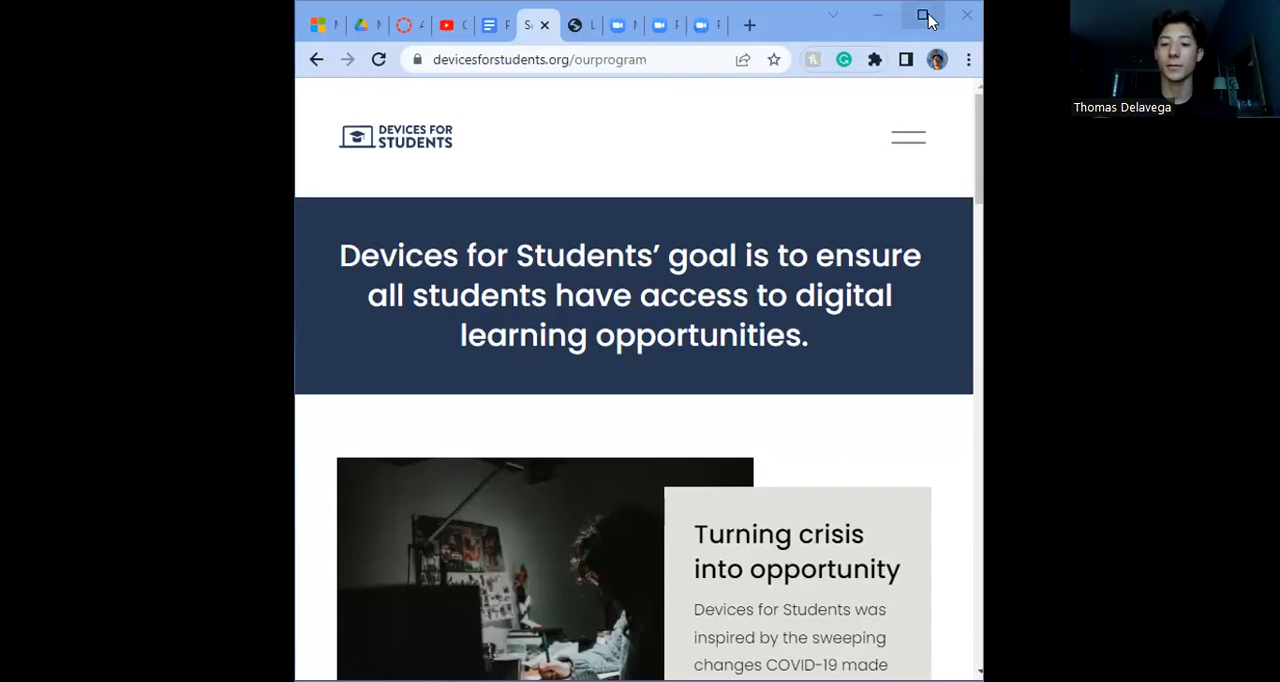 S
devicesforstudents.org/ourprogram
Thomas Delavega
DEVICES FOR
STUDENTS
Devices for Students’ goal is to ensure
all students have access to digital
learning opportunities.
Turning crisis
into opportunity
Devices for Students was
inspired by the sweeping
changes COVID-19 made